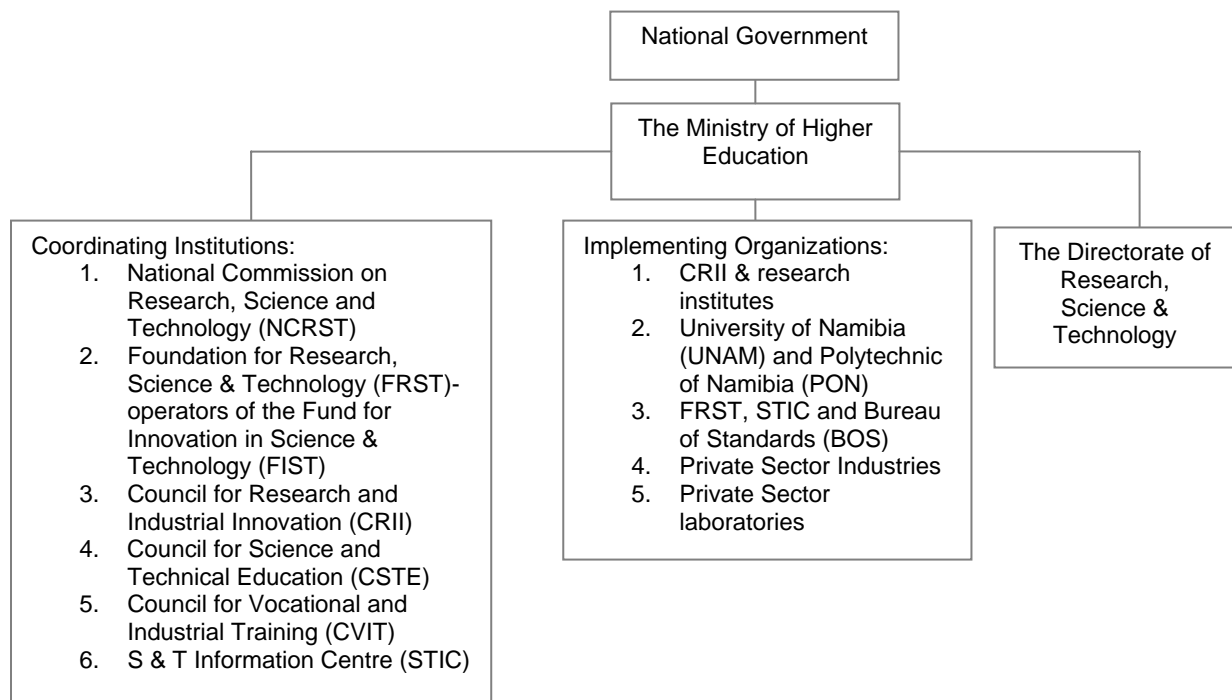 National Government
The Ministry of Higher
Education
Coordinating Institutions:
1. National Commission on
Research, Science and
Technology (NCRST)
2. Foundation for Research,
Science & Technology (FRST)-
operators of the Fund for
Innovation in Science &
Technology (FIST)
3. Council for Research and
Industrial Innovation (CRII)
4. Council for Science and
Technical Education (CSTE)
5. Council for Vocational and
Industrial Training (CVIT)
6. S & T Information Centre (STIC)
Implementing Organizations:
1. CRII & research
institutes
2. University of Namibia
(UNAM) and Polytechnic
of Namibia (PON)
3. FRST, STIC and Bureau
of Standards (BOS)
4. Private Sector Industries
5. Private Sector
laboratories
The Directorate of
Research,
Science &
Technology